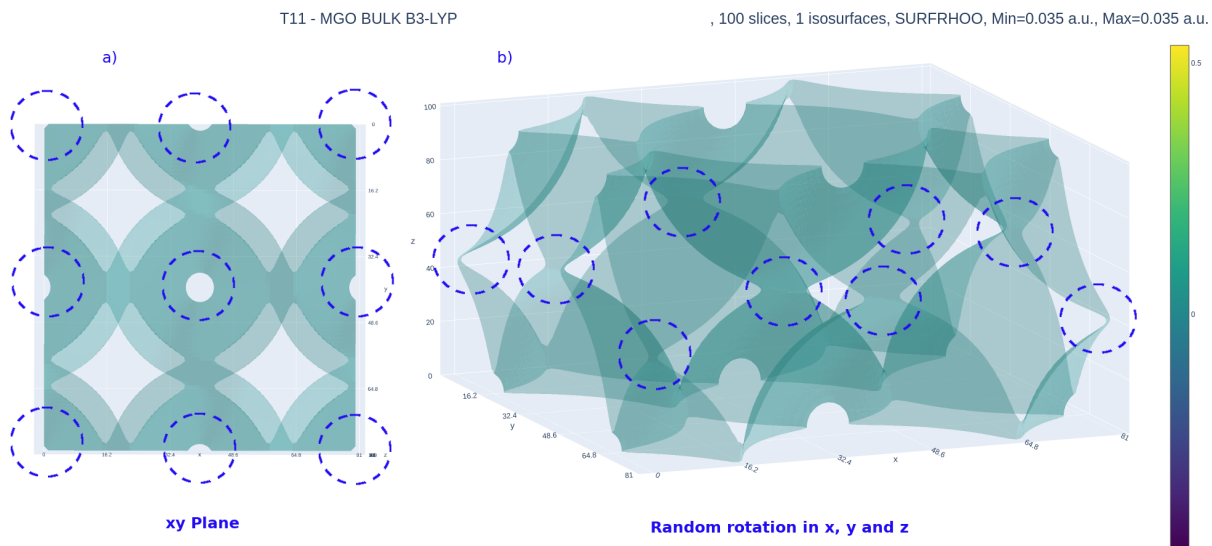 T11 - MGO BULK B3-LYP , 100 slices, 1 isosurfaces, SURFRHOO, Min=0.035 a.u., Max=0.035 a.u.
a) b)
0.5
0
100
80
60
z
40
20
0
16.2
32.4
y
48.6
64.8
81
0
16.2
32.4
x
48.6
64.8
81
0
16.2
32.4
y
48.6
64.8
0 16.2 32.4 x 48.6 64.8 81 z
xy Plane
Random rotation in x, y and z